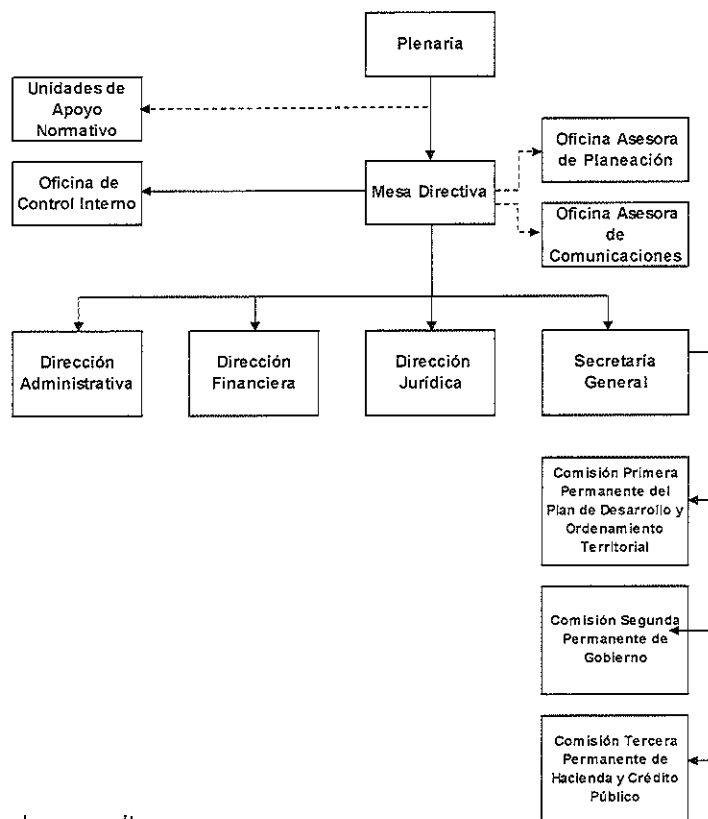 Plenaria
Unidades de
Apoyo
Normativo
Oficina Asesora
de Planeación
Oficina de
Control Interno
Mesa Directiva
Oficina Asesora
de
Comunicaciones
Dirección
Administrativa
Dirección
Financiera
Dirección
Jurídica
Secretaría
General
Comisión Primera
Permanente del
Plan de Desarrollo y
Ordenamiento
Territorial
Comisión Segunda
Permanente de
Gobierno
Comisión Tercera
Permanente de
Hacienda y Crédito
Público